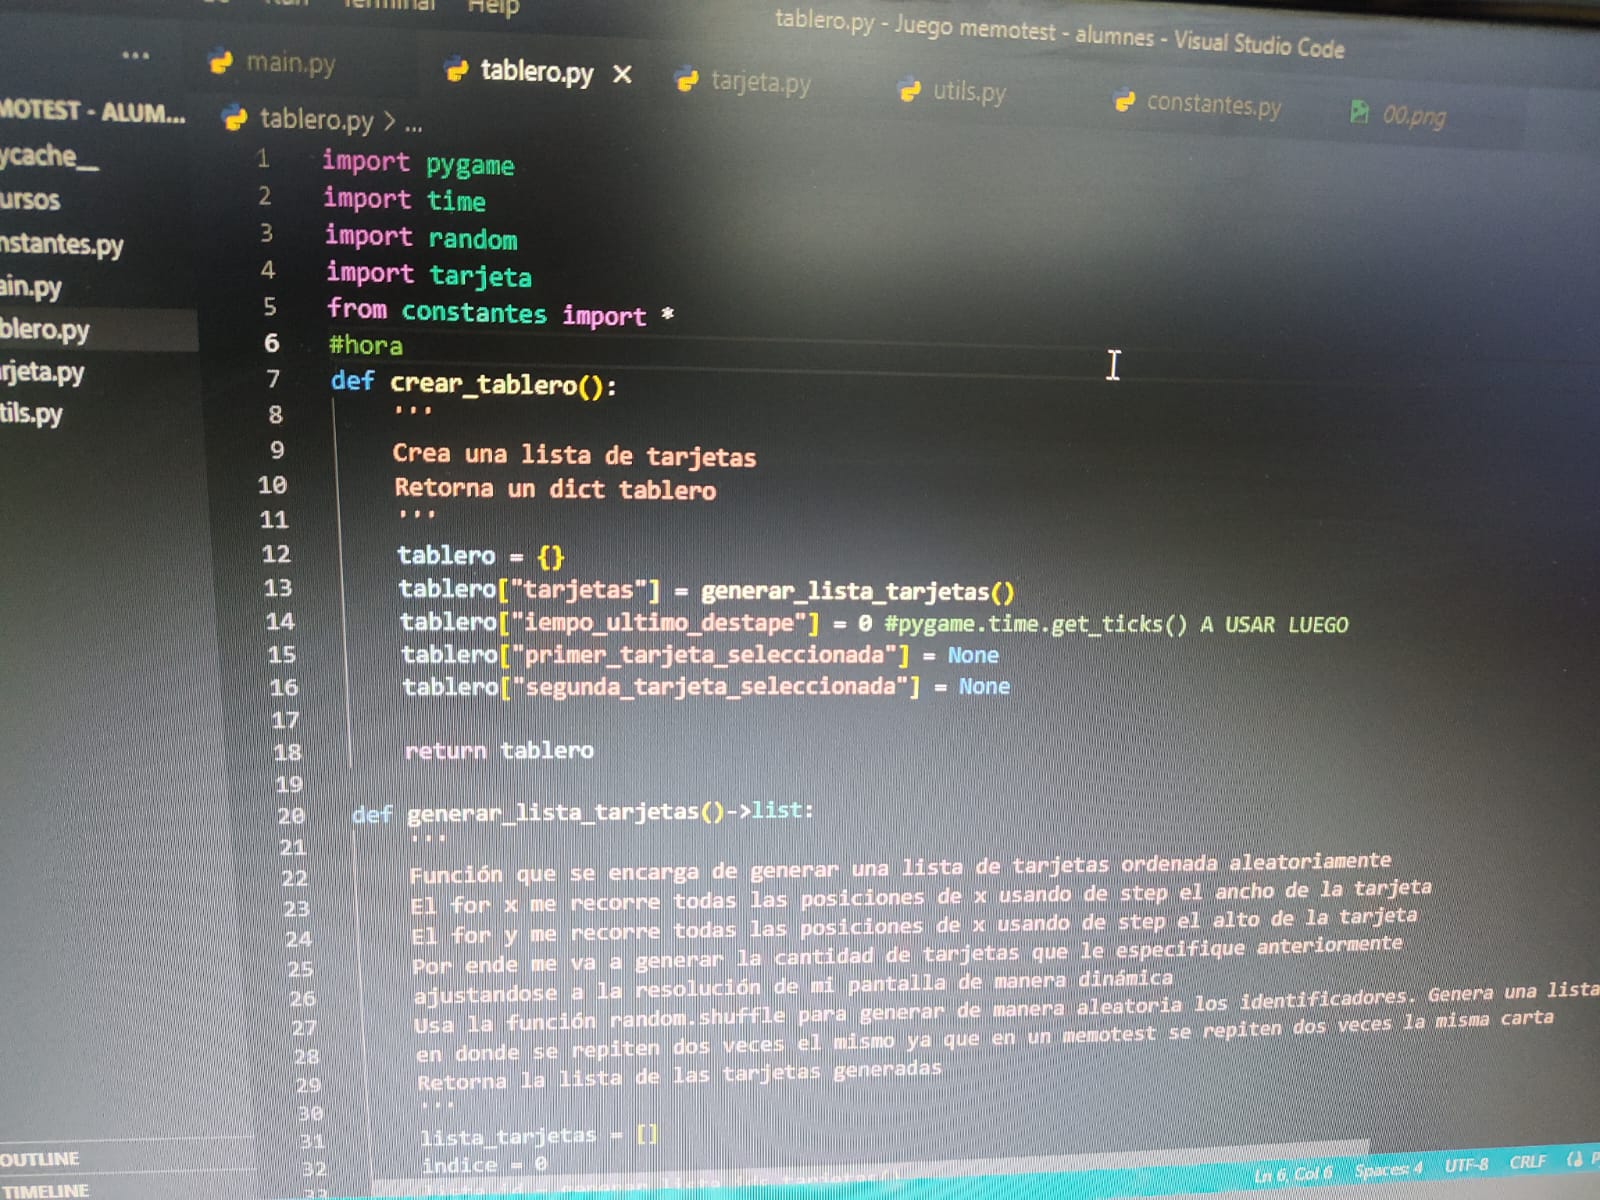 Run Terminal Help
tablero.py - Juego memotest - alumnes - Visual Studio Code
...
main.py
tablero.py X
tarjeta.py
utils.py
constantes.py
00.png
MOTEST - ALUM...
tablero.py > ...
ycache__
ursos
nstantes.py
ain.py
blero.py
rjeta.py
tils.py
1 import pygame
2 import time
3 import random
4 import tarjeta
5 from constantes import *
6 #hora
7 def crear_tablero():
8 '''
9 Crea una lista de tarjetas
10 Retorna un dict tablero
11 '''
12 tablero = {}
13 tablero["tarjetas"] = generar_lista_tarjetas()
14 tablero["iempo_ultimo_destape"] = 0 #pygame.time.get_ticks() A USAR LUEGO
15 tablero["primer_tarjeta_seleccionada"] = None
16 tablero["segunda_tarjeta_seleccionada"] = None
17
18 return tablero
19
20 def generar_lista_tarjetas()->list:
21 '''
22 Función que se encarga de generar una lista de tarjetas ordenada aleatoriamente
23 El for x me recorre todas las posiciones de x usando de step el ancho de la tarjeta
24 El for y me recorre todas las posiciones de x usando de step el alto de la tarjeta
25 Por ende me va a generar la cantidad de tarjetas que le especifique anteriormente
26 ajustandose a la resolución de mi pantalla de manera dinámica
27 Usa la función random.shuffle para generar de manera aleatoria los identificadores. Genera una lista
28 en donde se repiten dos veces el mismo ya que en un memotest se repiten dos veces la misma carta
29 Retorna la lista de las tarjetas generadas
30 '''
31 lista_tarjetas = []
32 indice = 0
33
OUTLINE
TIMELINE
Ln 6, Col 6 Spaces: 4 UTF-8 CRLF